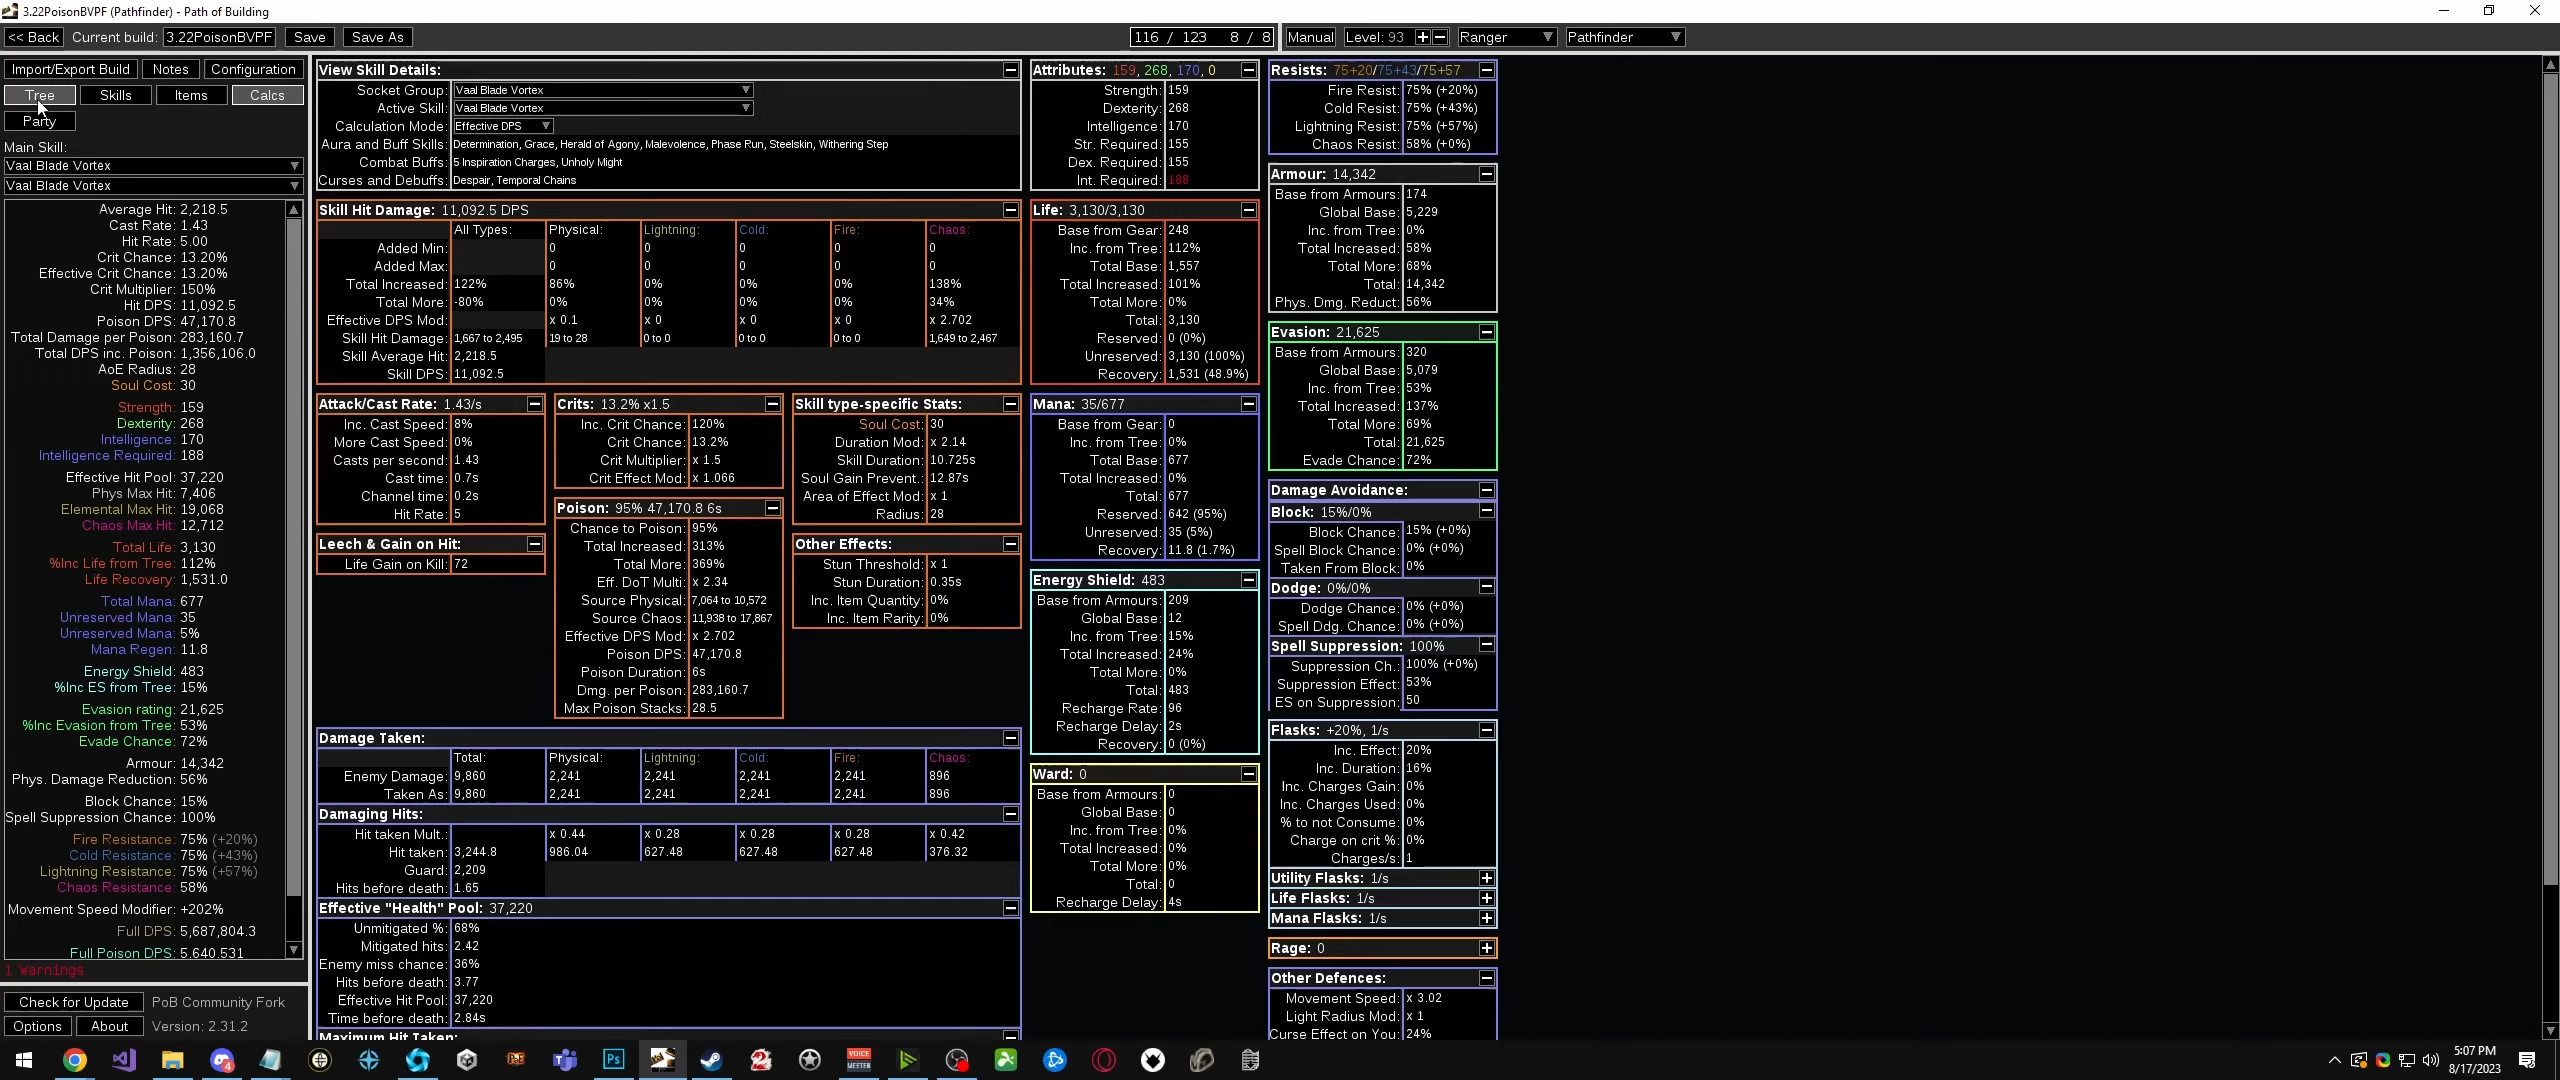 3.22PoisonBVPF (Pathfinder) - Path of Building
<< Back Current build: 3.22PoisonBVPF Save Save As 116 / 123 8 / 8 Manual Level: 93 Ranger Pathfinder
Import/Export Build Notes Configuration
Tree Skills Items Calcs
Party
Main Skill:
Vaal Blade Vortex
Vaal Blade Vortex
Average Hit: 2,218.5
Cast Rate: 1.43
Hit Rate: 5.00
Crit Chance: 13.20%
Effective Crit Chance: 13.20%
Crit Multiplier: 150%
Hit DPS: 11,092.5
Poison DPS: 47,170.8
Total Damage per Poison: 283,160.7
Total DPS inc. Poison: 1,356,106.0
AoE Radius: 28
Soul Cost: 30
Strength: 159
Dexterity: 268
Intelligence: 170
Intelligence Required: 188
Effective Hit Pool: 37,220
Phys Max Hit: 7,406
Elemental Max Hit: 19,068
Chaos Max Hit: 12,712
Total Life: 3,130
%Inc Life from Tree: 112%
Life Recovery: 1,531.0
Total Mana: 677
Unreserved Mana: 35
Unreserved Mana: 5%
Mana Regen: 11.8
Energy Shield: 483
%Inc ES from Tree: 15%
Evasion rating: 21,625
%Inc Evasion from Tree: 53%
Evade Chance: 72%
Armour: 14,342
Phys. Damage Reduction: 56%
Block Chance: 15%
Spell Suppression Chance: 100%
Fire Resistance: 75% (+20%)
Cold Resistance: 75% (+43%)
Lightning Resistance: 75% (+57%)
Chaos Resistance: 58%
Movement Speed Modifier: +202%
Full DPS: 5,687,804.3
Full Poison DPS: 5,640,531
1 Warnings
Check for Update PoB Community Fork
Options About Version: 2.31.2
View Skill Details:
Socket Group: Vaal Blade Vortex
Active Skill: Vaal Blade Vortex
Calculation Mode: Effective DPS
Aura and Buff Skills: Determination, Grace, Herald of Agony, Malevolence, Phase Run, Steelskin, Withering Step
Combat Buffs: 5 Inspiration Charges, Unholy Might
Curses and Debuffs: Despair, Temporal Chains
Skill Hit Damage: 11,092.5 DPS
All Types: Physical: Lightning: Cold: Fire: Chaos:
Added Min: 0 0 0 0 0
Added Max: 0 0 0 0 0
Total Increased: 122% 86% 0% 0% 0% 138%
Total More: -80% 0% 0% 0% 0% 34%
Effective DPS Mod: x 0.1 x 0 x 0 x 0 x 2.702
Skill Hit Damage: 1,667 to 2,495 19 to 28 0 to 0 0 to 0 0 to 0 1,649 to 2,467
Skill Average Hit: 2,218.5
Skill DPS: 11,092.5
Attack/Cast Rate: 1.43/s
Inc. Cast Speed: 8%
More Cast Speed: 0%
Casts per second: 1.43
Cast time: 0.7s
Channel time: 0.2s
Hit Rate: 5
Leech & Gain on Hit:
Life Gain on Kill: 72
Crits: 13.2% x1.5
Inc. Crit Chance: 120%
Crit Chance: 13.2%
Crit Multiplier: x 1.5
Crit Effect Mod: x 1.066
Poison: 95% 47,170.8 6s
Chance to Poison: 95%
Total Increased: 313%
Total More: 369%
Eff. DoT Multi: x 2.34
Source Physical: 7,064 to 10,572
Source Chaos: 11,938 to 17,867
Effective DPS Mod: x 2.702
Poison DPS: 47,170.8
Poison Duration: 6s
Dmg. per Poison: 283,160.7
Max Poison Stacks: 28.5
Skill type-specific Stats:
Soul Cost: 30
Duration Mod: x 2.14
Skill Duration: 10.725s
Soul Gain Prevent.: 12.87s
Area of Effect Mod: x 1
Radius: 28
Other Effects:
Stun Threshold: x 1
Stun Duration: 0.35s
Inc. Item Quantity: 0%
Inc. Item Rarity: 0%
Damage Taken:
Total: Physical: Lightning: Cold: Fire: Chaos:
Enemy Damage: 9,860 2,241 2,241 2,241 2,241 896
Taken As: 9,860 2,241 2,241 2,241 2,241 896
Damaging Hits:
Hit taken Mult.: x 0.44 x 0.28 x 0.28 x 0.28 x 0.42
Hit taken: 3,244.8 986.04 627.48 627.48 627.48 376.32
Guard: 2,209
Hits before death: 1.65
Effective "Health" Pool: 37,220
Unmitigated %: 68%
Mitigated hits: 2.42
Enemy miss chance: 36%
Hits before death: 3.77
Effective Hit Pool: 37,220
Time before death: 2.84s
Maximum Hit Taken:
Attributes: 159, 268, 170, 0
Strength: 159
Dexterity: 268
Intelligence: 170
Str. Required: 155
Dex. Required: 155
Int. Required: 188
Life: 3,130/3,130
Base from Gear: 248
Inc. from Tree: 112%
Total Base: 1,557
Total Increased: 101%
Total More: 0%
Total: 3,130
Reserved: 0 (0%)
Unreserved: 3,130 (100%)
Recovery: 1,531 (48.9%)
Mana: 35/677
Base from Gear: 0
Inc. from Tree: 0%
Total Base: 677
Total Increased: 0%
Total More: 0%
Total: 677
Reserved: 642 (95%)
Unreserved: 35 (5%)
Recovery: 11.8 (1.7%)
Energy Shield: 483
Base from Armours: 209
Global Base: 12
Inc. from Tree: 15%
Total Increased: 24%
Total More: 0%
Total: 483
Recharge Rate: 96
Recharge Delay: 2s
Recovery: 0 (0%)
Ward: 0
Base from Armours: 0
Global Base: 0
Inc. from Tree: 0%
Total Increased: 0%
Total More: 0%
Total: 0
Recharge Delay: 4s
Resists: 75+20/75+43/75+57
Fire Resist: 75% (+20%)
Cold Resist: 75% (+43%)
Lightning Resist: 75% (+57%)
Chaos Resist: 58% (+0%)
Armour: 14,342
Base from Armours: 174
Global Base: 5,229
Inc. from Tree: 0%
Total Increased: 58%
Total More: 68%
Total: 14,342
Phys. Dmg. Reduct: 56%
Evasion: 21,625
Base from Armours: 320
Global Base: 5,079
Inc. from Tree: 53%
Total Increased: 137%
Total More: 69%
Total: 21,625
Evade Chance: 72%
Damage Avoidance:
Block: 15%/0%
Block Chance: 15% (+0%)
Spell Block Chance: 0% (+0%)
Taken From Block: 0%
Dodge: 0%/0%
Dodge Chance: 0% (+0%)
Spell Ddg. Chance: 0% (+0%)
Spell Suppression: 100%
Suppression Ch.: 100% (+0%)
Suppression Effect: 53%
ES on Suppression: 50
Flasks: +20%, 1/s
Inc. Effect: 20%
Inc. Duration: 16%
Inc. Charges Gain: 0%
Inc. Charges Used: 0%
% to not Consume: 0%
Charge on crit %: 0%
Charges/s: 1
Utility Flasks: 1/s
Life Flasks: 1/s
Mana Flasks: 1/s
Rage: 0
Other Defences:
Movement Speed: x 3.02
Light Radius Mod: x 1
Curse Effect on You: 24%
4
T
Ps
VOICE
MEETER
5:07 PM
8/17/2023